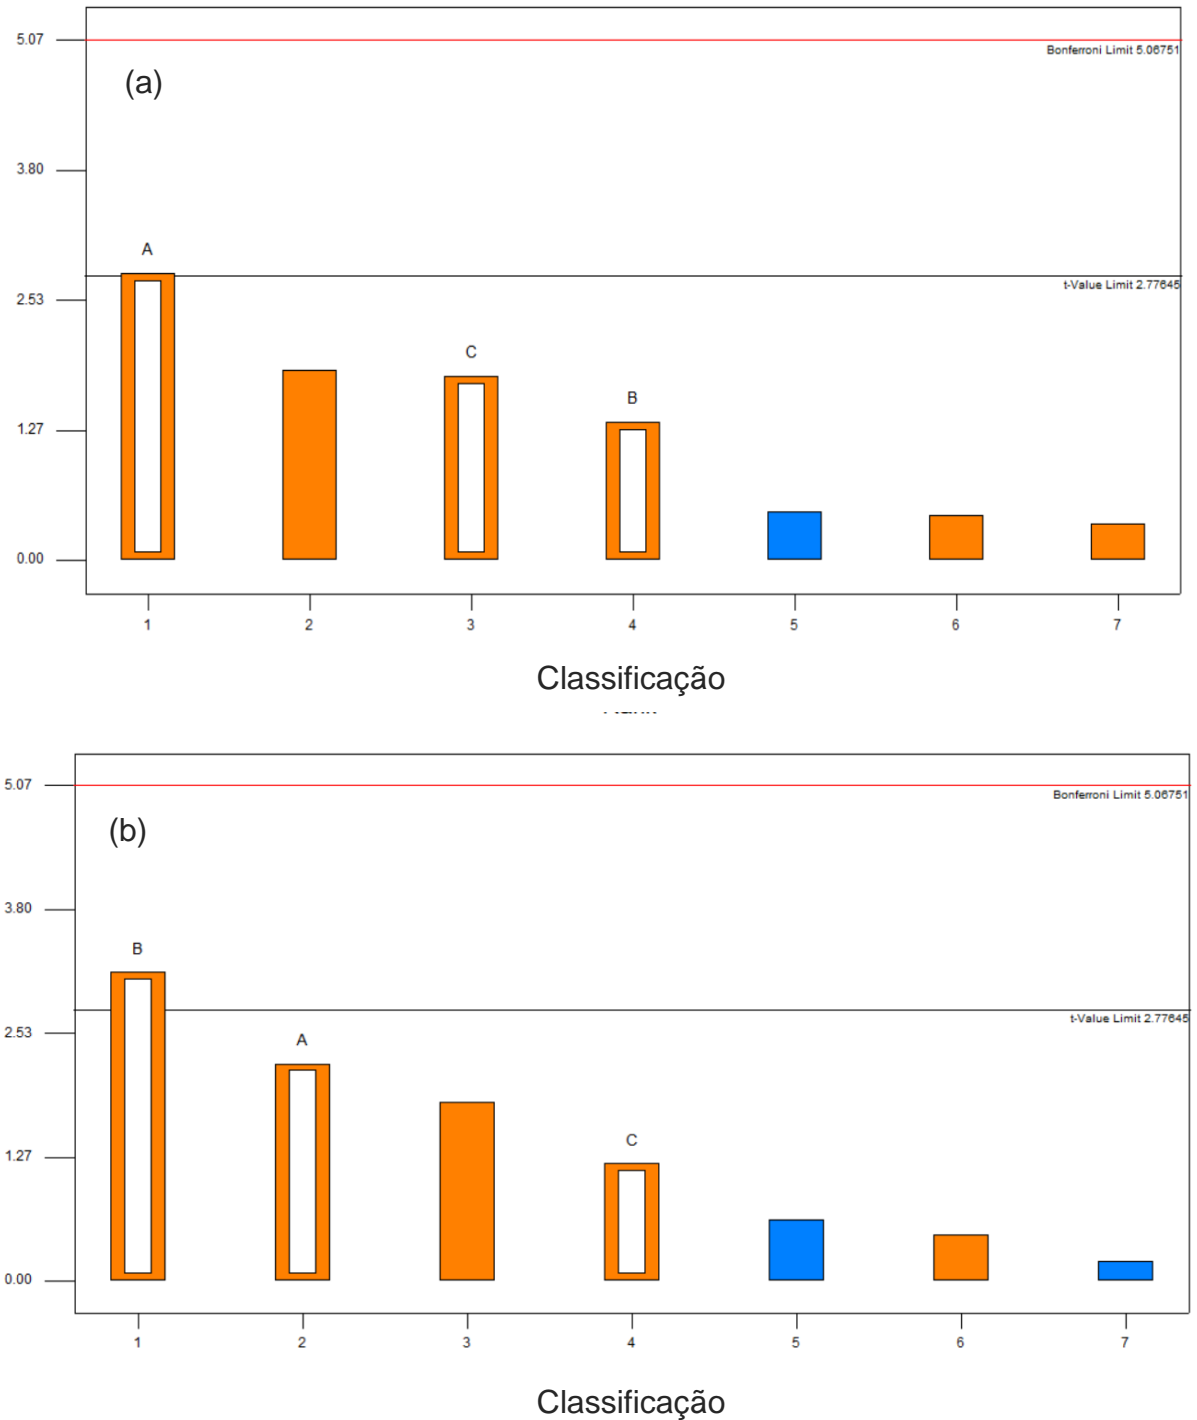 5.07
Bonferroni Limit 5.06751
(a)
3.80
A
t-Value Limit 2.77645
2.53
C
B
1.27
0.00
1 2 3 4 5 6 7
Classificação
5.07
Bonferroni Limit 5.06751
(b)
3.80
B
t-Value Limit 2.77645
2.53
A
C
1.27
0.00
1 2 3 4 5 6 7
Classificação